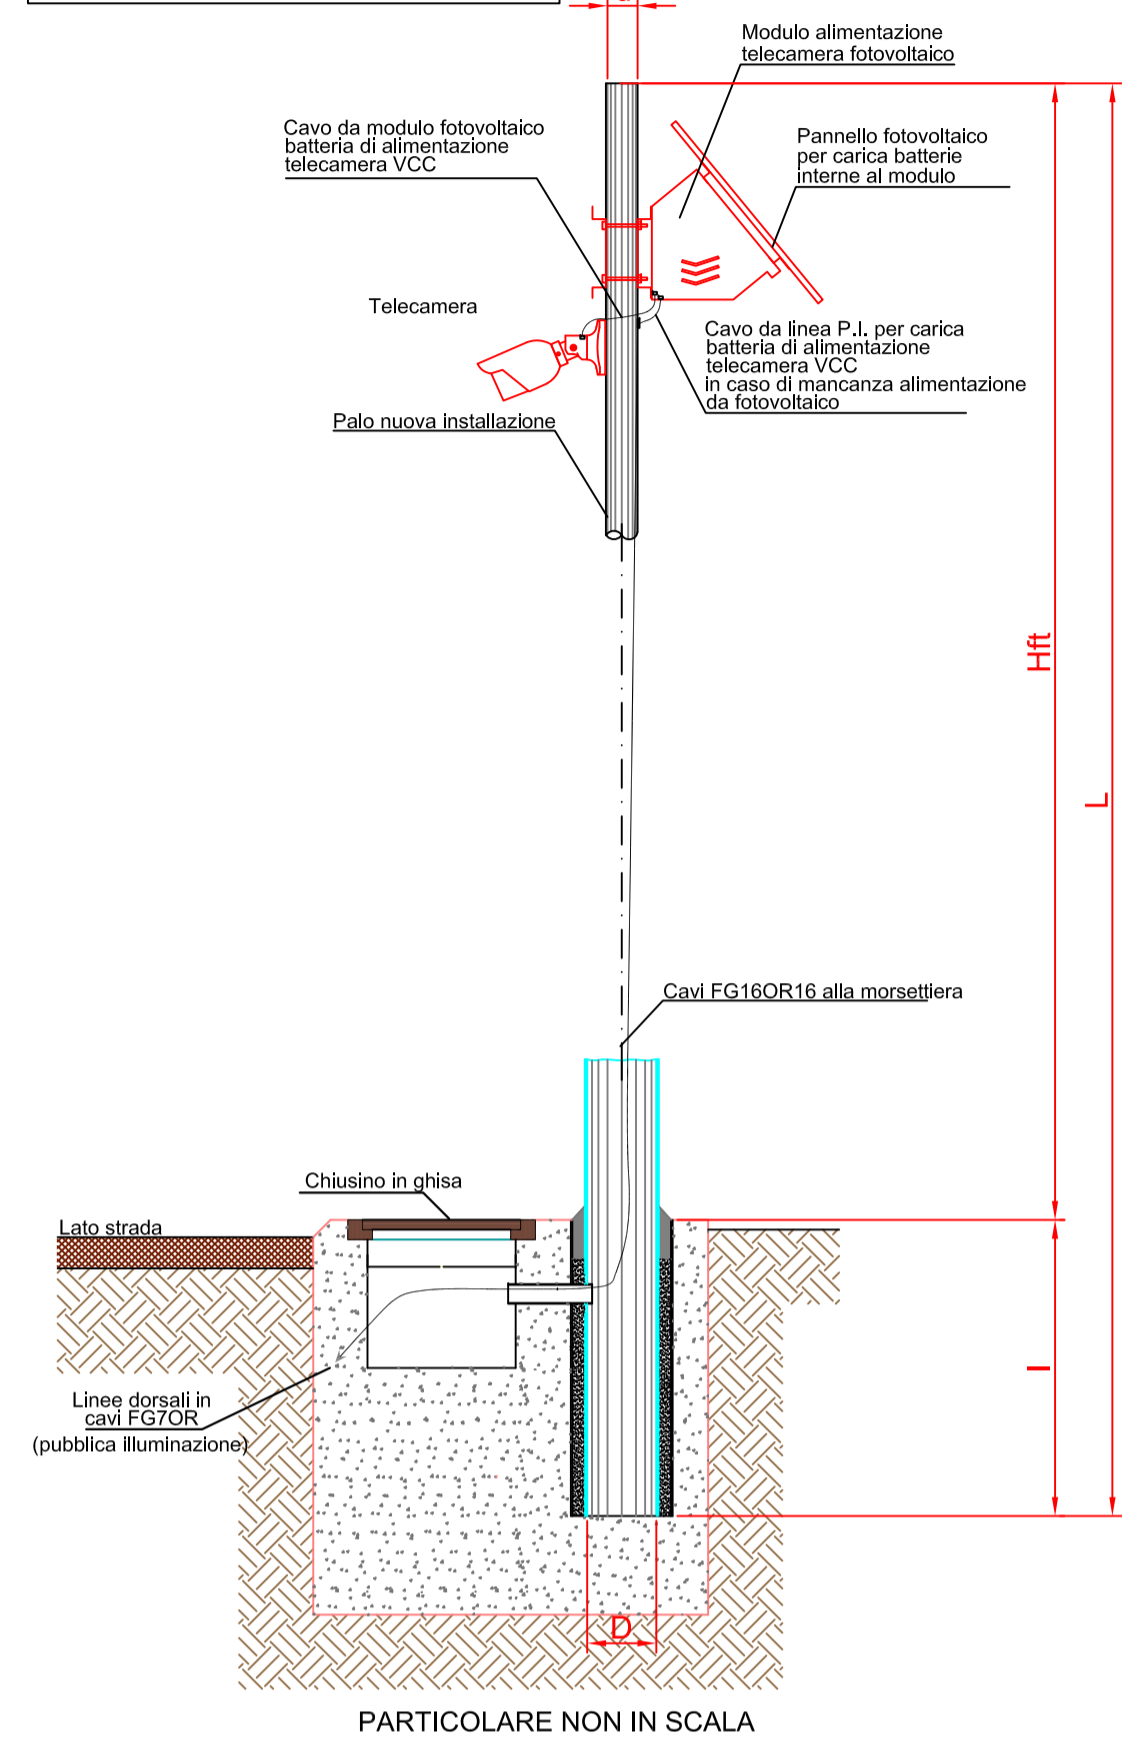 Modulo alimentazione
telecamera fotovoltaico
Cavo da modulo fotovoltaico
batteria di alimentazione
telecamera VCC
Pannello fotovoltaico
per carica batterie
interne al modulo
Telecamera
Cavo da linea P.I. per carica
batteria di alimentazione
telecamera VCC
in caso di mancanza alimentazione
da fotovoltaico
Palo nuova installazione
Hft
L
Cavi FG16OR16 alla morsettiera
Chiusino in ghisa
Lato strada
I
Linee dorsali in
cavi FG7OR
(pubblica illuminazione)
D
PARTICOLARE NON IN SCALA